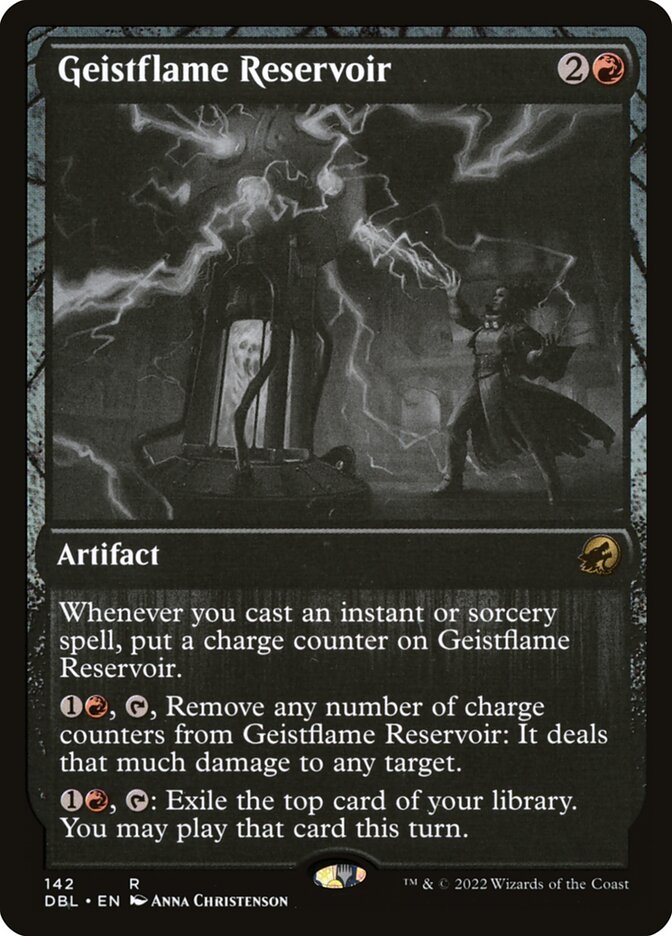 Geistflame Reservoir 2
Artifact
Whenever you cast an instant or sorcery
spell, put a charge counter on Geistflame
Reservoir.
1, , Remove any number of charge
counters from Geistflame Reservoir: It deals
that much damage to any target.
1, : Exile the top card of your library.
You may play that card this turn.
142 R ™ & © 2022 Wizards of the Coast
DBL • EN Anna Christenson